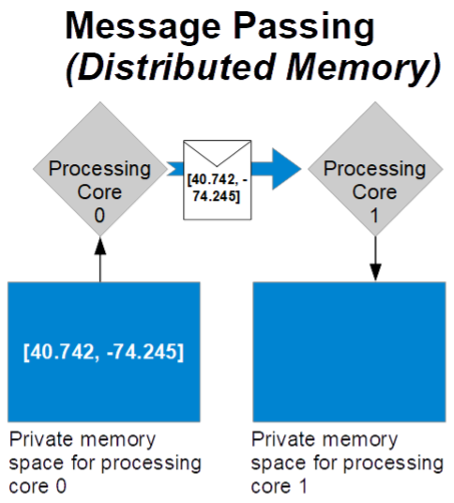 Message Passing
(Distributed Memory)
Processing
Core
0
[40.742, -
74.245]
Processing
Core
1
[40.742, -74.245]
Private memory
space for processing
core 0
Private memory
space for processing
core 1